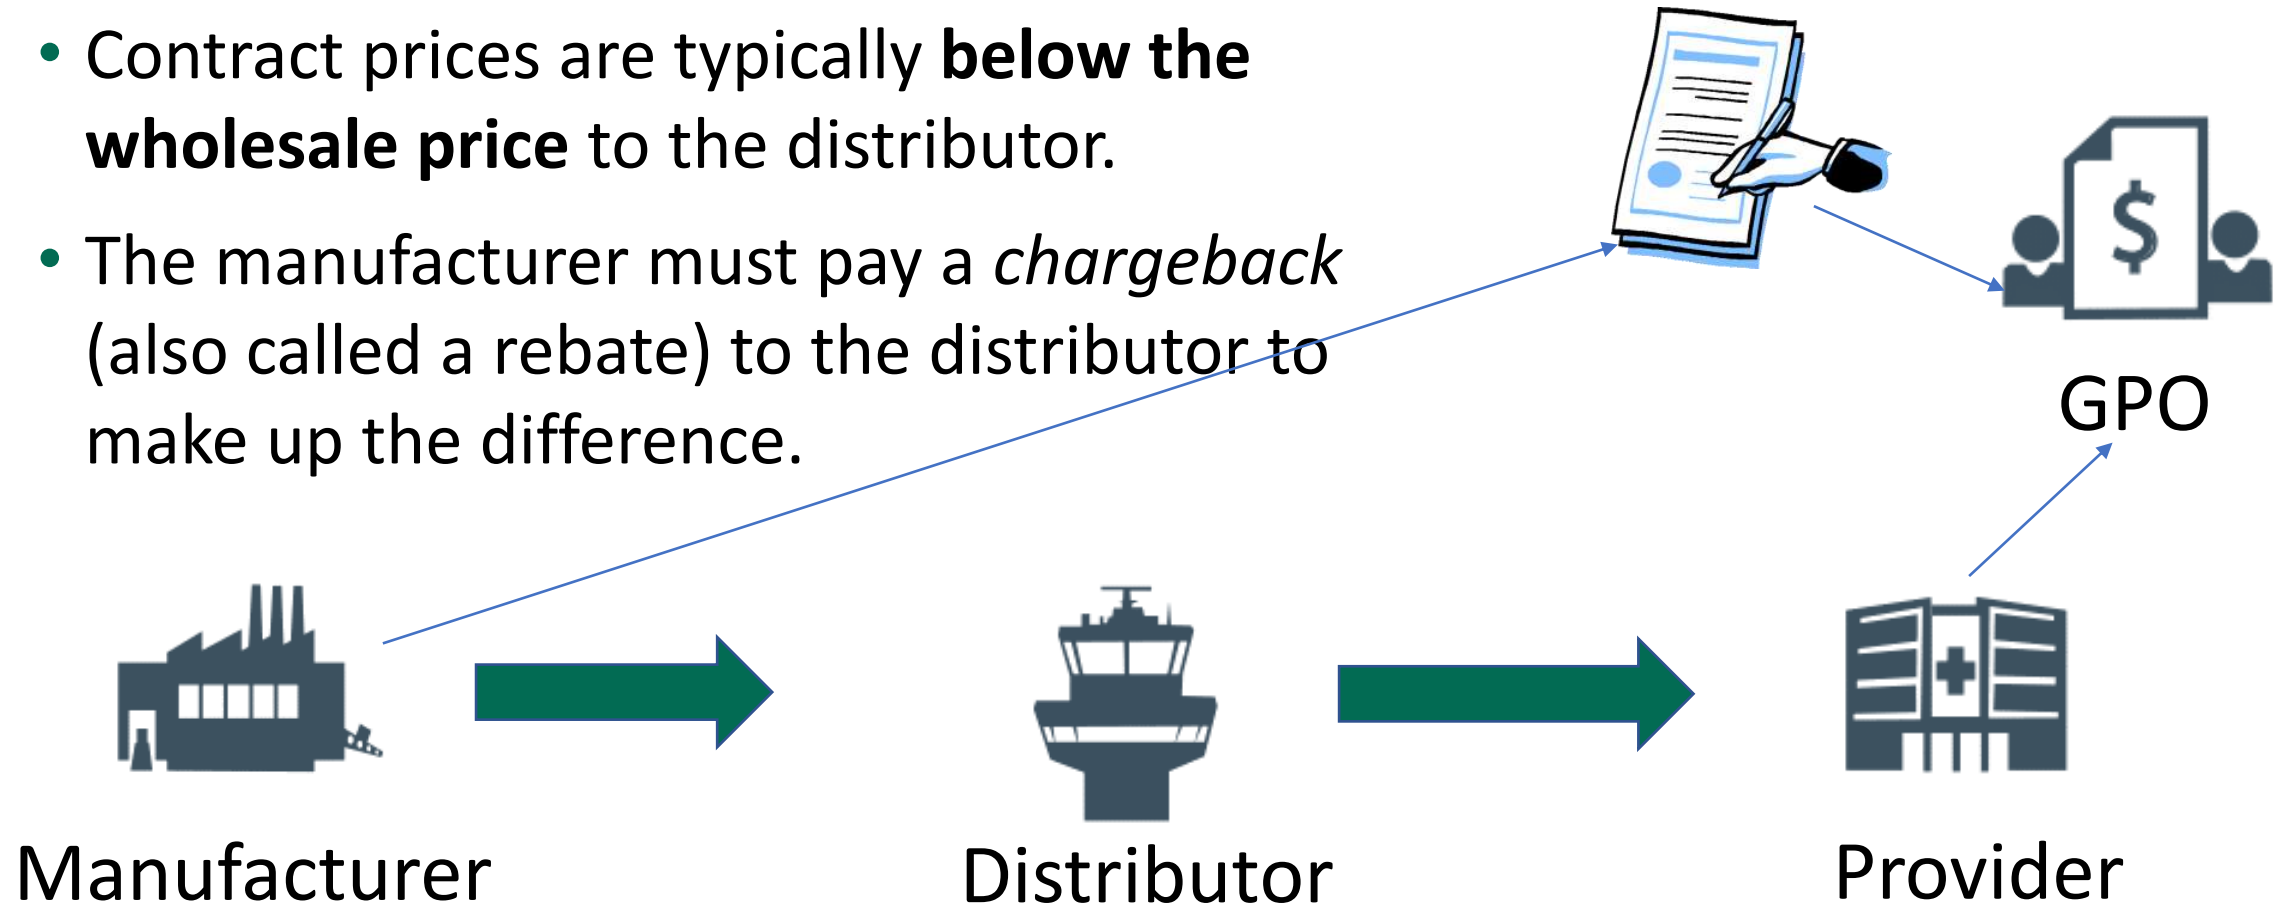 • Contract prices are typically below the
wholesale price to the distributor.
• The manufacturer must pay a chargeback
(also called a rebate) to the distributor to
make up the difference.
$
GPO
Manufacturer
Distributor
Provider